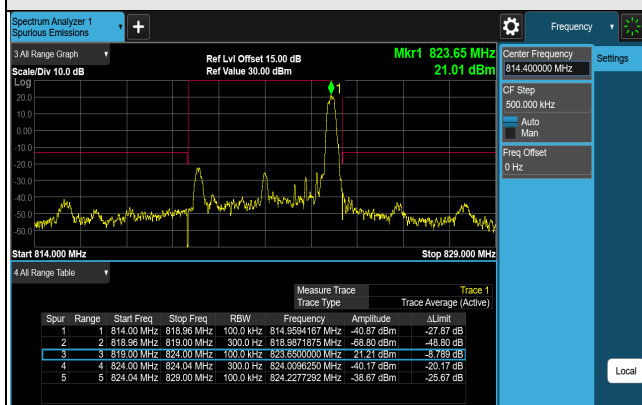 Spectrum Analyzer 1
Spurious Emissions
Frequency
3 All Range Graph
Ref Lvl Offset 15.00 dB
Mkr1 823.65 MHz
Scale/Div 10.0 dB
Ref Value 30.00 dBm
21.01 dBm
Log
1
20.0
10.0
0.00
-10.0
-20.0
-30.0
-40.0
-50.0
-60.0
Start 814.000 MHz
Stop 829.000 MHz
Center Frequency
814.400000 MHz
Settings
CF Step
500.000 kHz
Auto
Man
Freq Offset
0 Hz
4 All Range Table
Measure Trace Trace 1
Trace Type Trace Average (Active)
Spur Range Start Freq Stop Freq RBW Frequency Amplitude ΔLimit
1 1 814.00 MHz 818.96 MHz 100.0 kHz 814.9594167 MHz -40.87 dBm -27.87 dB
2 2 818.96 MHz 819.00 MHz 300.0 Hz 818.9871875 MHz -68.80 dBm -48.80 dB
3 3 819.00 MHz 824.00 MHz 100.0 kHz 823.6500000 MHz 21.21 dBm -8.789 dB
4 4 824.00 MHz 824.04 MHz 300.0 Hz 824.0096250 MHz -40.17 dBm -20.17 dB
5 5 824.04 MHz 829.00 MHz 100.0 kHz 824.2277292 MHz -38.67 dBm -25.67 dB
Local